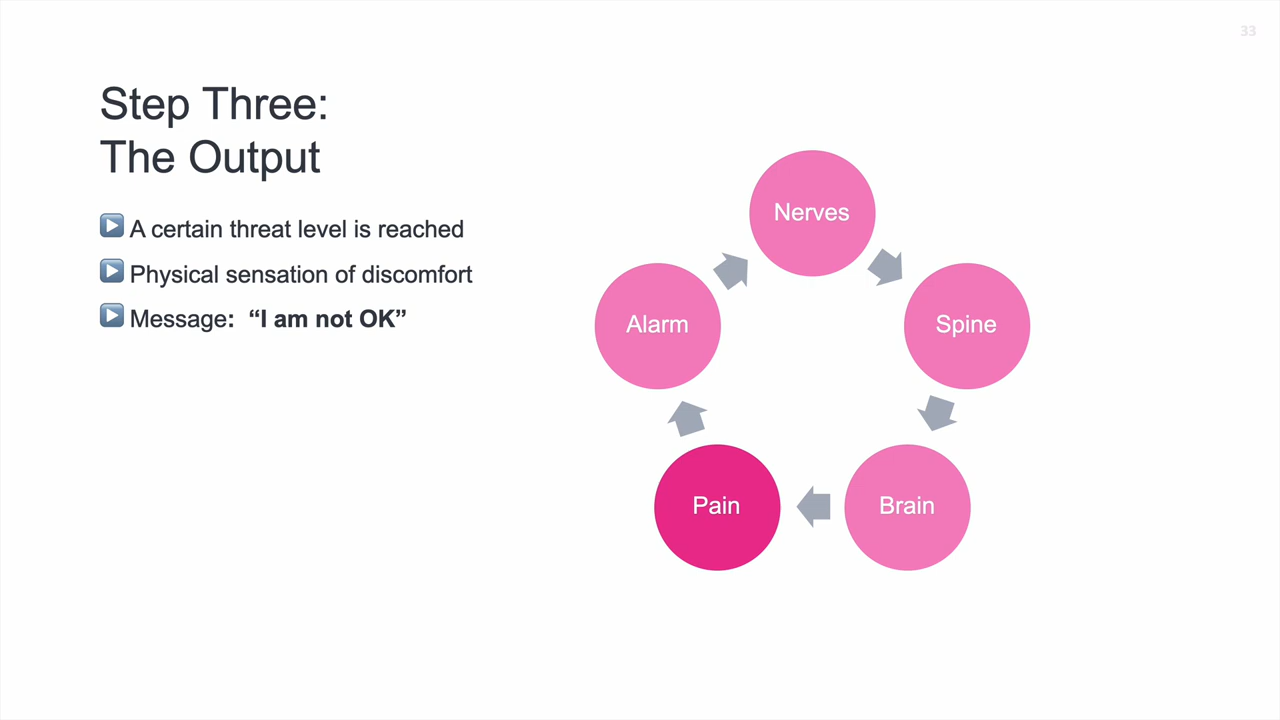 33
Step Three:
The Output
A certain threat level is reached
Physical sensation of discomfort
Message:  “I am not OK”
Nerves
Alarm
Spine
Pain
Brain